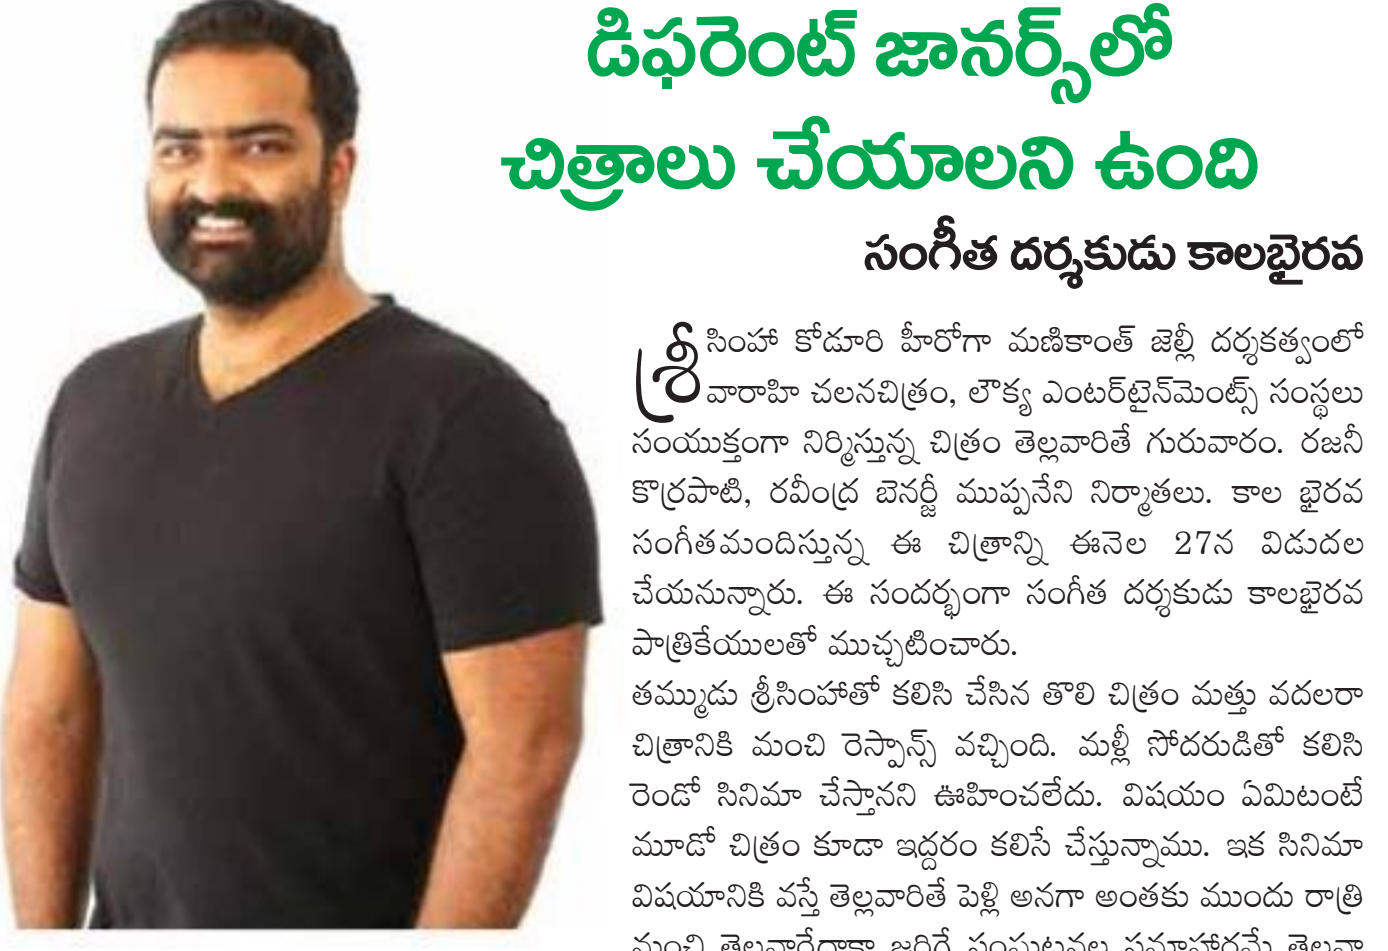 డిఫరెంట్ జానర్స్‌లో
చిత్రాలు చేయాలని ఉంది
సంగీత దర్శకుడు కాలభైరవ
శ్రీసింహా కోడూరి హీరోగా మణికాంత్ జెల్లీ దర్శకత్వంలో
వారాహి చలనచిత్రం, లౌక్య ఎంటర్‌టైన్‌మెంట్స్ సంస్థలు
సంయుక్తంగా నిర్మిస్తున్న చిత్రం తెల్లవారితే గురువారం. రజనీ
కొర్రపాటి, రవీంద్ర బెనర్జీ ముప్పనేని నిర్మాతలు. కాల భైరవ
సంగీతమందిస్తున్న ఈ చిత్రాన్ని ఈనెల 27న విడుదల
చేయనున్నారు. ఈ సందర్భంగా సంగీత దర్శకుడు కాలభైరవ
పాత్రికేయులతో ముచ్చటించారు.
తమ్ముడు శ్రీసింహాతో కలిసి చేసిన తొలి చిత్రం మత్తు వదలరా
చిత్రానికి మంచి రెస్పాన్స్ వచ్చింది. మళ్లీ సోదరుడితో కలిసి
రెండో సినిమా చేస్తానని ఊహించలేదు. విషయం ఏమిటంటే
మూడో చిత్రం కూడా ఇద్దరం కలిసే చేస్తున్నాము. ఇక సినిమా
విషయానికి వస్తే తెల్లవారితే పెళ్లి అనగా అంతకు ముందు రాత్రి